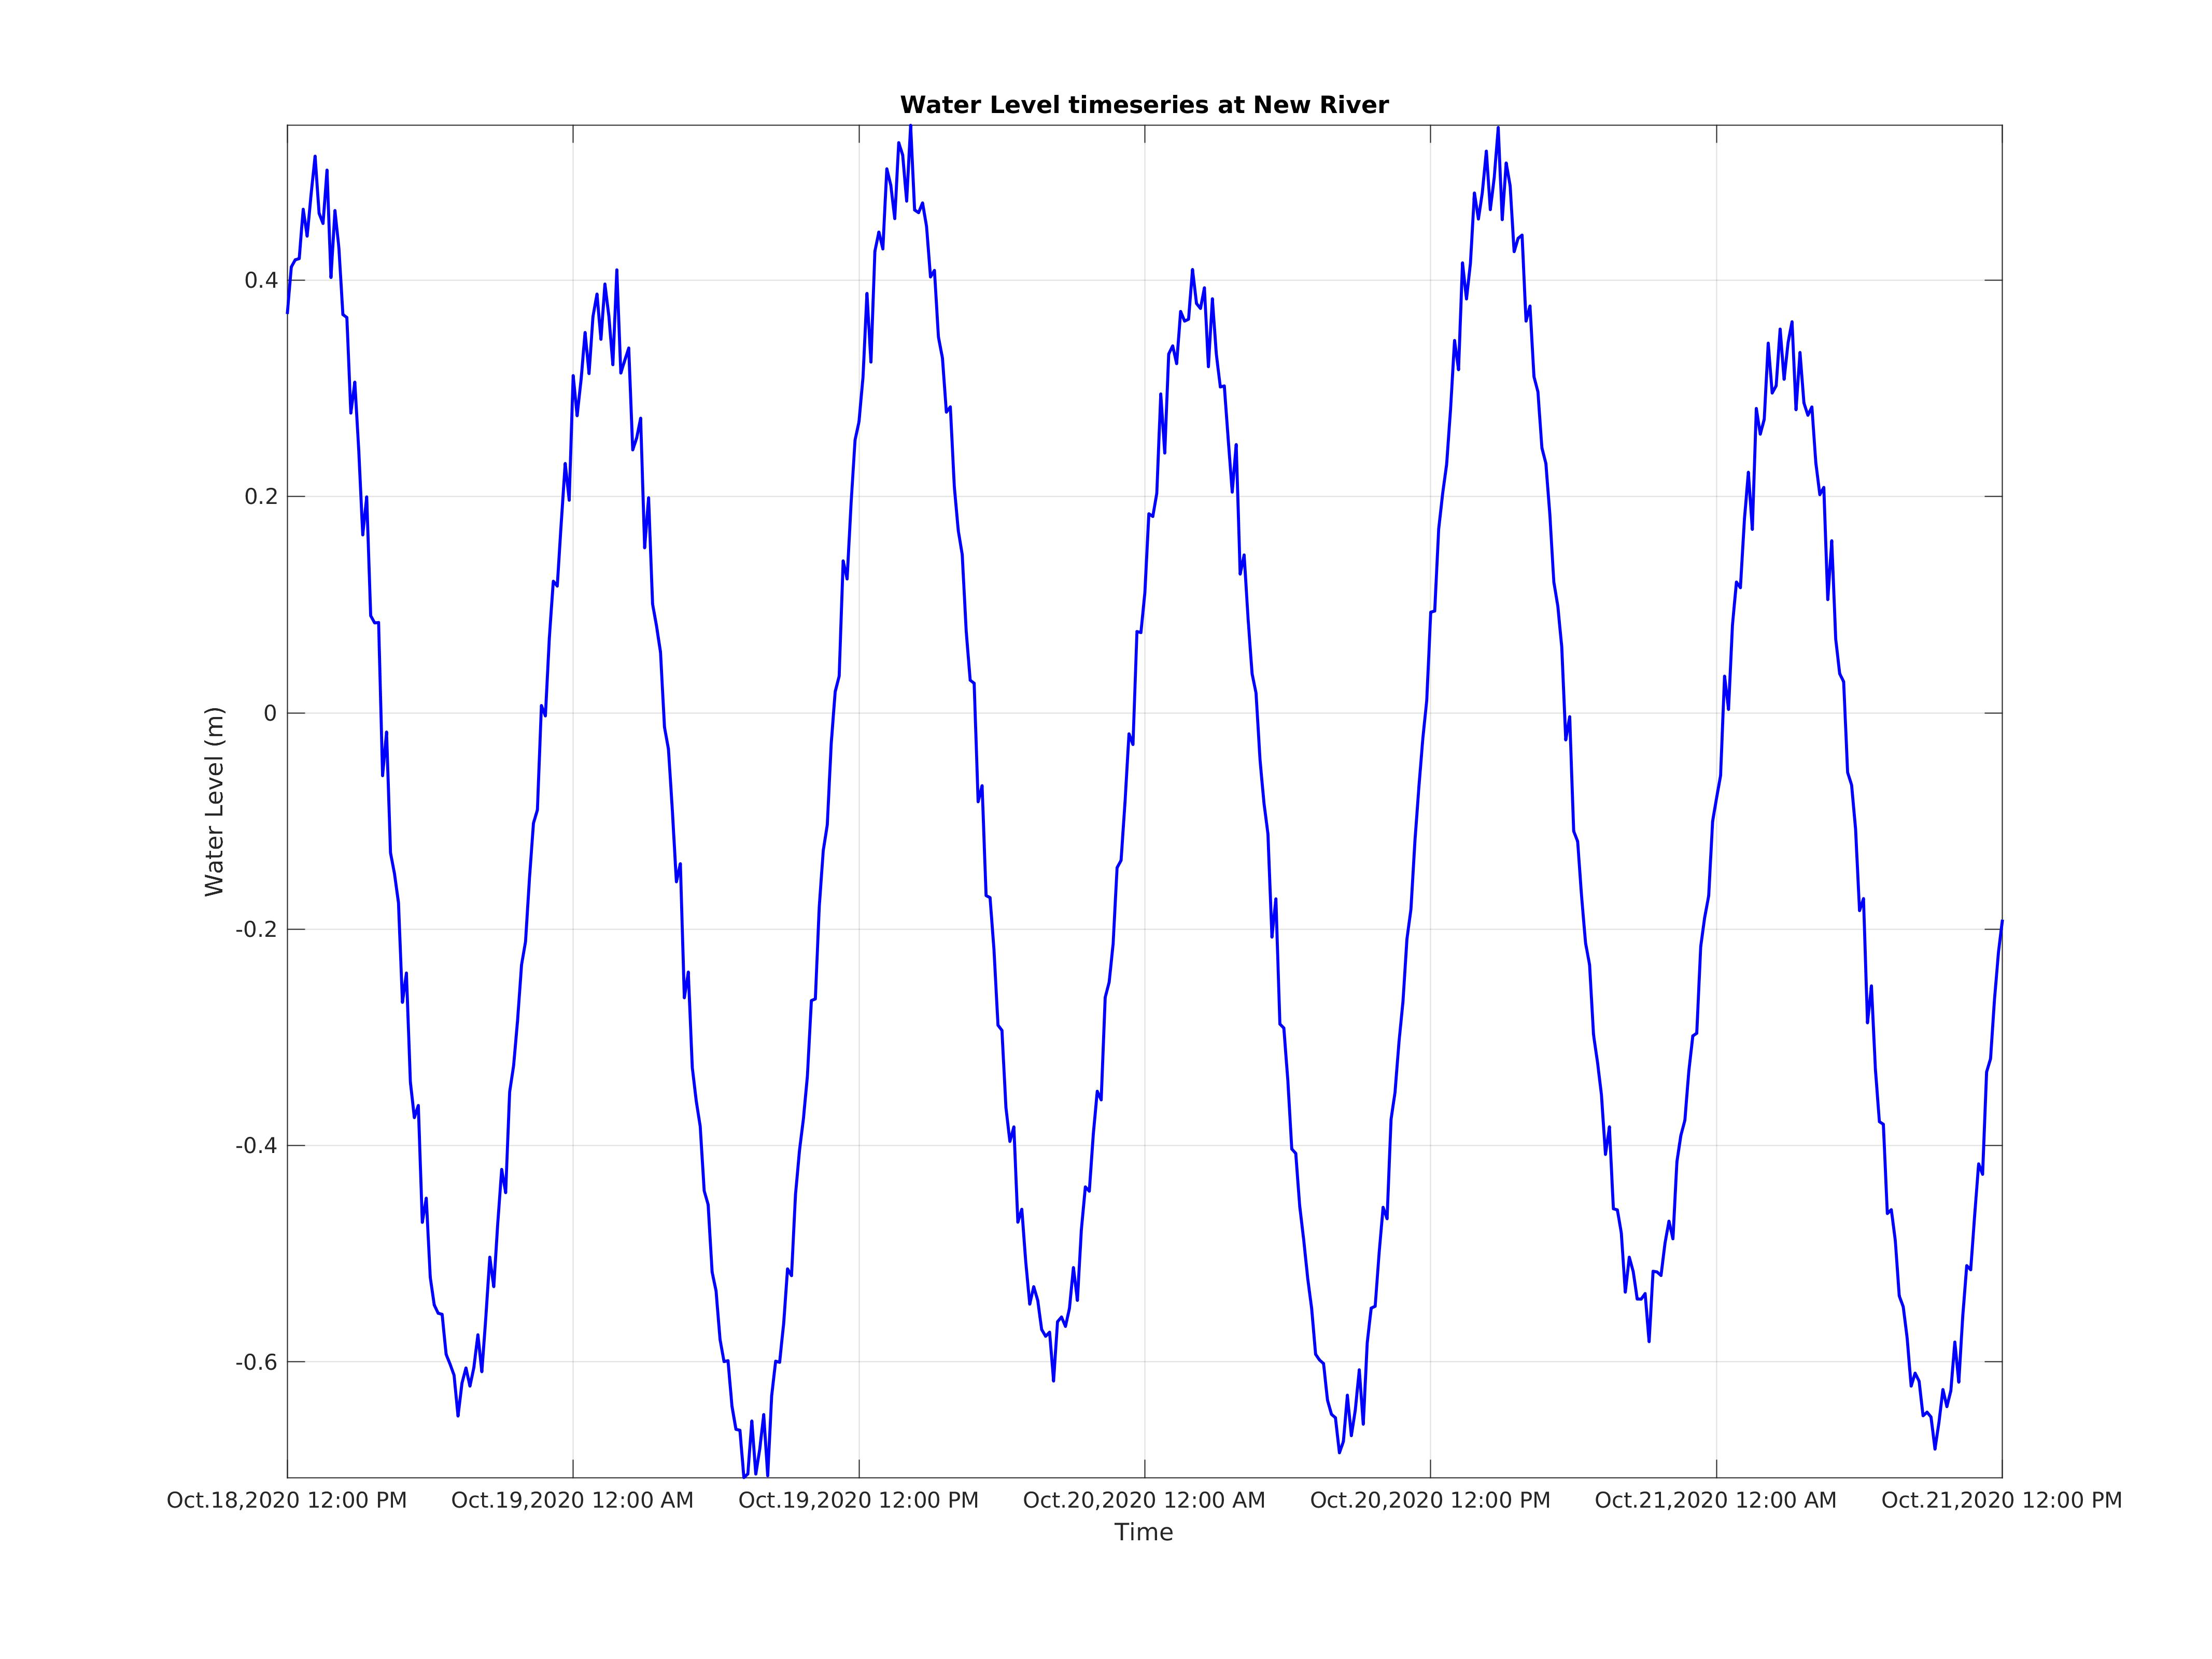 Water Level timeseries at New River
0.4
0.2
0
-0.2
-0.4
-0.6
Water Level (m)
Oct.18,2020 12:00 PM Oct.19,2020 12:00 AM Oct.19,2020 12:00 PM Oct.20,2020 12:00 AM Oct.20,2020 12:00 PM Oct.21,2020 12:00 AM Oct.21,2020 12:00 PM
Time